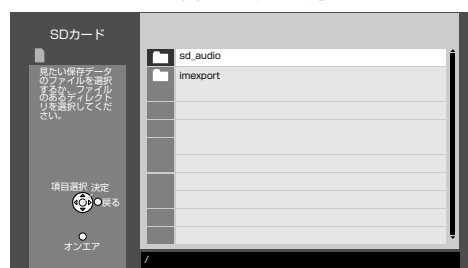 SDカード
見たい保存データ
のファイルを選択
するか、ファイル
のあるディレクト
リを選択してくだ
さい。
項目選択 決定
戻る
オンエア
sd_audio
imexport
/